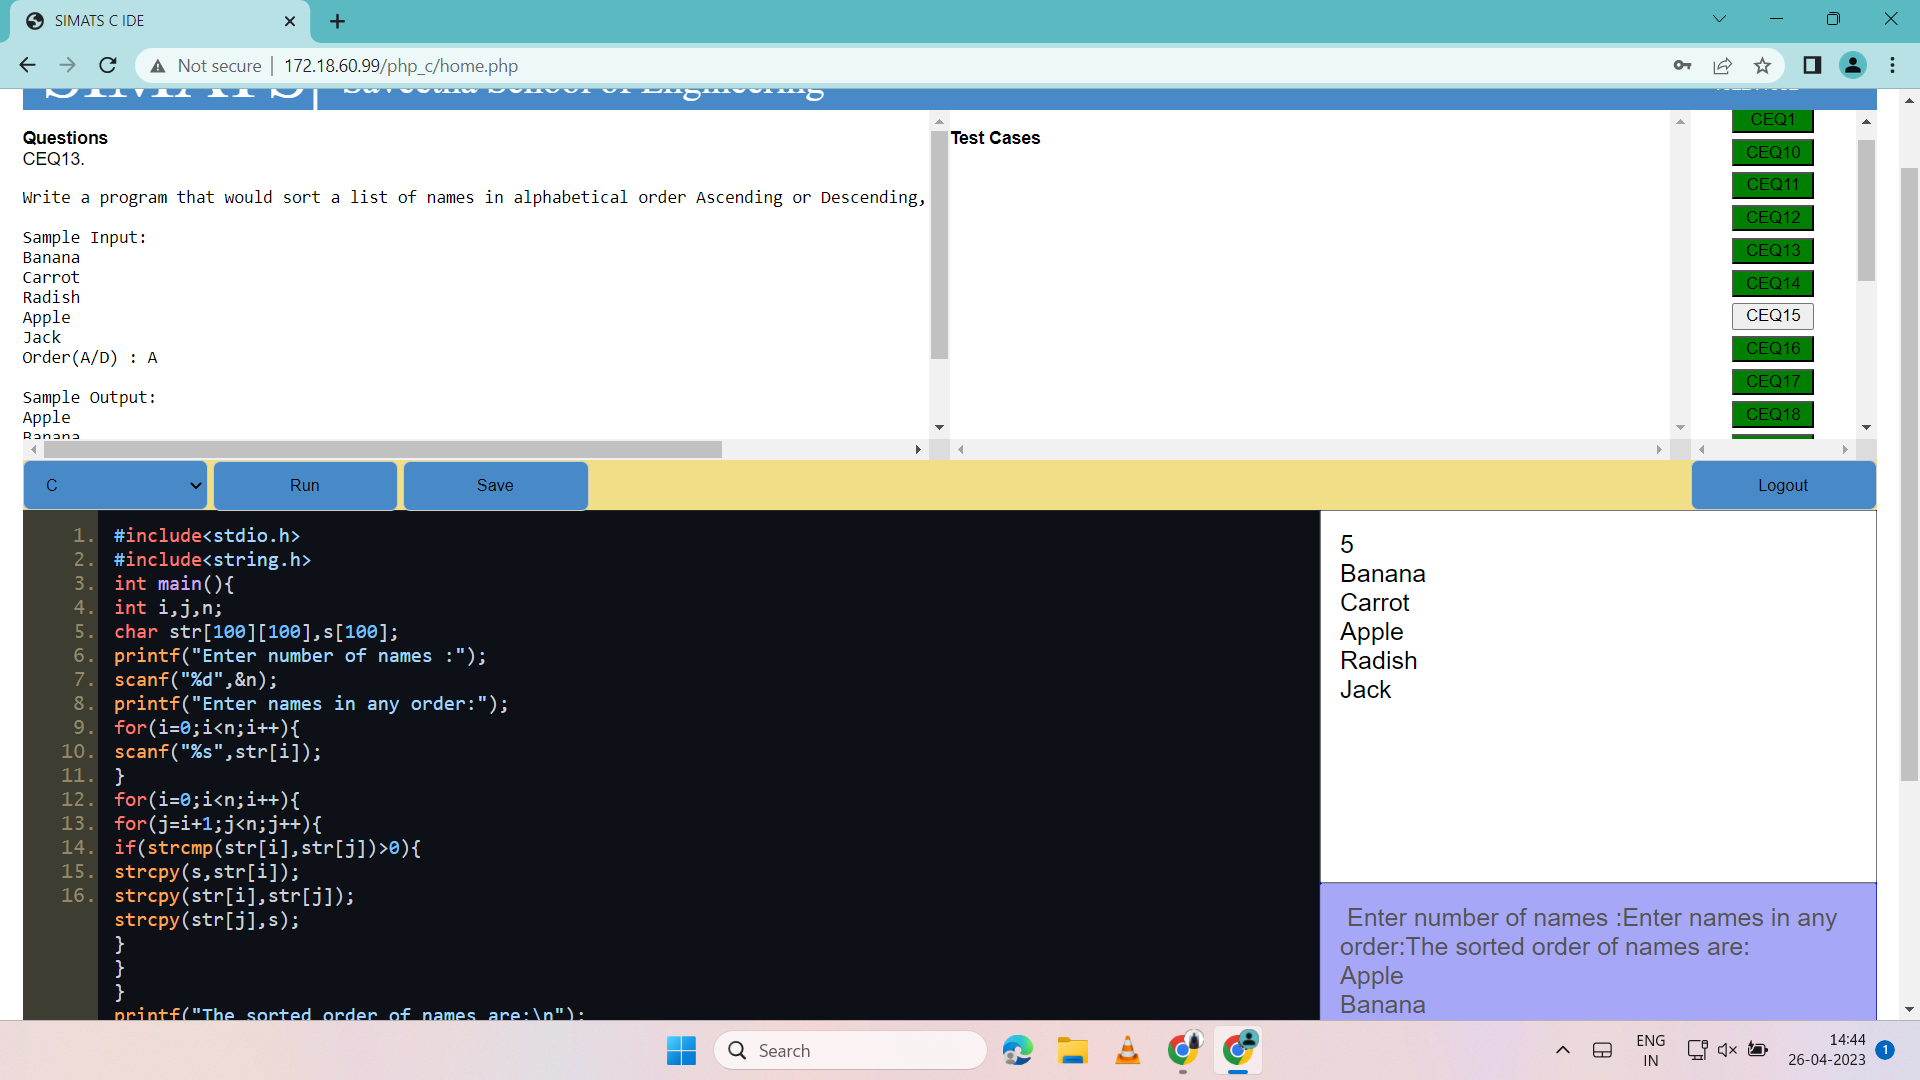 SIMATS C IDE
Not secure
172.18.60.99/php_c/home.php
SIMATS Saveetha School of Engineering
Questions
CEQ13.
Write a program that would sort a list of names in alphabetical order Ascending or Descending,
Sample Input:
Banana
Carrot
Radish
Apple
Jack
Order(A/D) : A
Sample Output:
Apple
Banana
Test Cases
CEQ1
CEQ10
CEQ11
CEQ12
CEQ13
CEQ14
CEQ15
CEQ16
CEQ17
CEQ18
C
Run
Save
Logout
1. #include<stdio.h>
2. #include<string.h>
3. int main(){
4. int i,j,n;
5. char str[100][100],s[100];
6. printf("Enter number of names :");
7. scanf("%d",&n);
8. printf("Enter names in any order:");
9. for(i=0;i<n;i++){
10. scanf("%s",str[i]);
11. }
12. for(i=0;i<n;i++){
13. for(j=i+1;j<n;j++){
14. if(strcmp(str[i],str[j])>0){
15. strcpy(s,str[i]);
16. strcpy(str[i],str[j]);
strcpy(str[j],s);
}
}
}
printf("The sorted order of names are:\n");
5
Banana
Carrot
Apple
Radish
Jack
Enter number of names :Enter names in any
order:The sorted order of names are:
Apple
Banana
Search
ENG
IN
14:44
26-04-2023
1